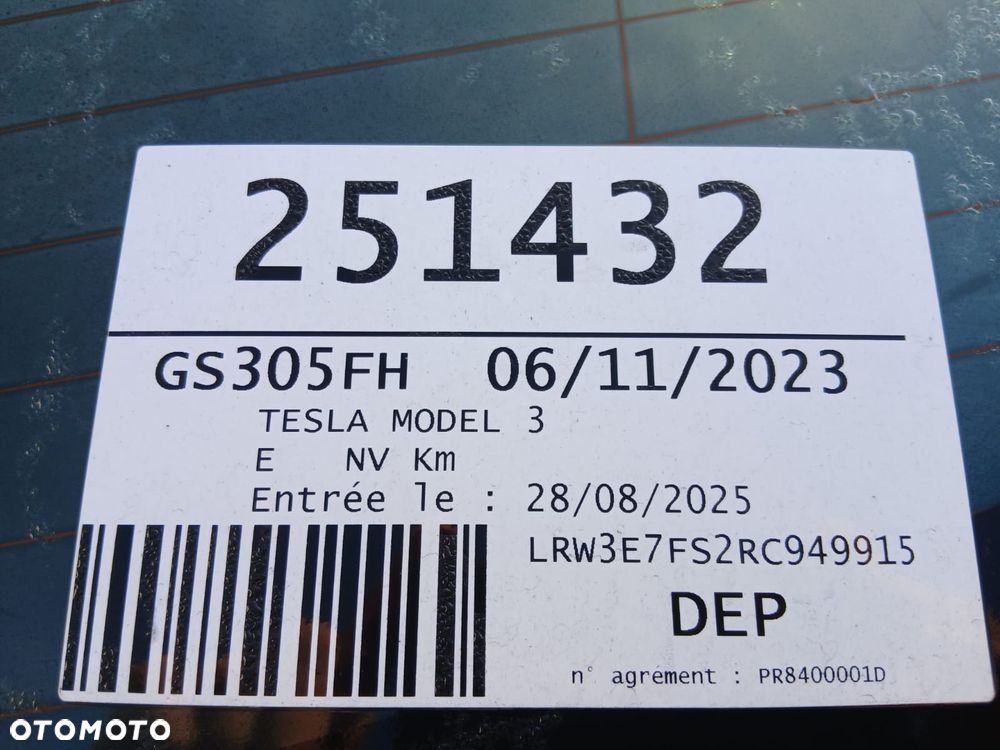 251432
GS305FH 06/11/2023
TESLA MODEL 3
E NV Km
Entrée le : 28/08/2025
LRW3E7FS2RC949915
DEP
n° agrément : PR8400001D
OTOMOTO